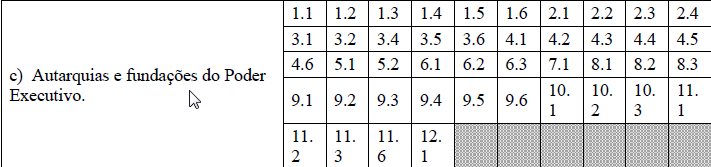 c) Autarquias e fundações do Poder Executivo.
1.1 1.2 1.3 1.4 1.5 1.6 2.1 2.2 2.3 2.4
3.1 3.2 3.4 3.5 3.6 4.1 4.2 4.3 4.4 4.5
4.6 5.1 5.2 6.1 6.2 6.3 7.1 8.1 8.2 8.3
9.1 9.2 9.3 9.4 9.5 9.6 10.1 10.2 10.3 11.1
11.2 11.3 11.6 12.1